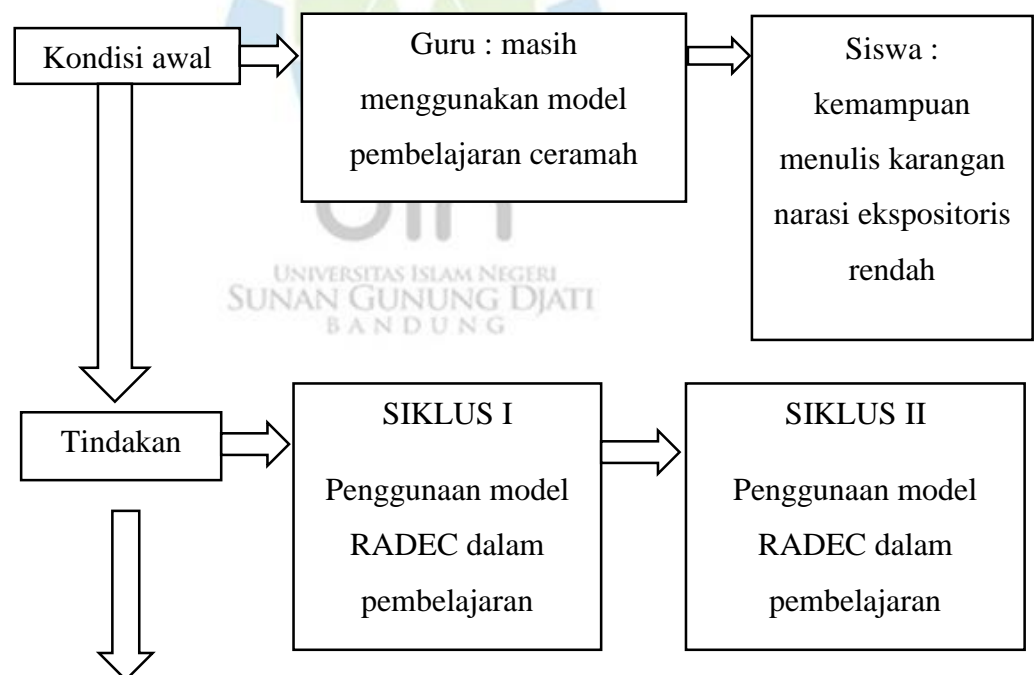 Kondisi awal
Guru : masih
menggunakan model
pembelajaran ceramah
Siswa :
kemampuan
menulis karangan
narasi ekspositoris
rendah
UNIVERSITAS ISLAM NEGERI
SUNAN GUNUNG DJATI
BANDUNG
Tindakan
SIKLUS I
Penggunaan model
RADEC dalam
pembelajaran
SIKLUS II
Penggunaan model
RADEC dalam
pembelajaran